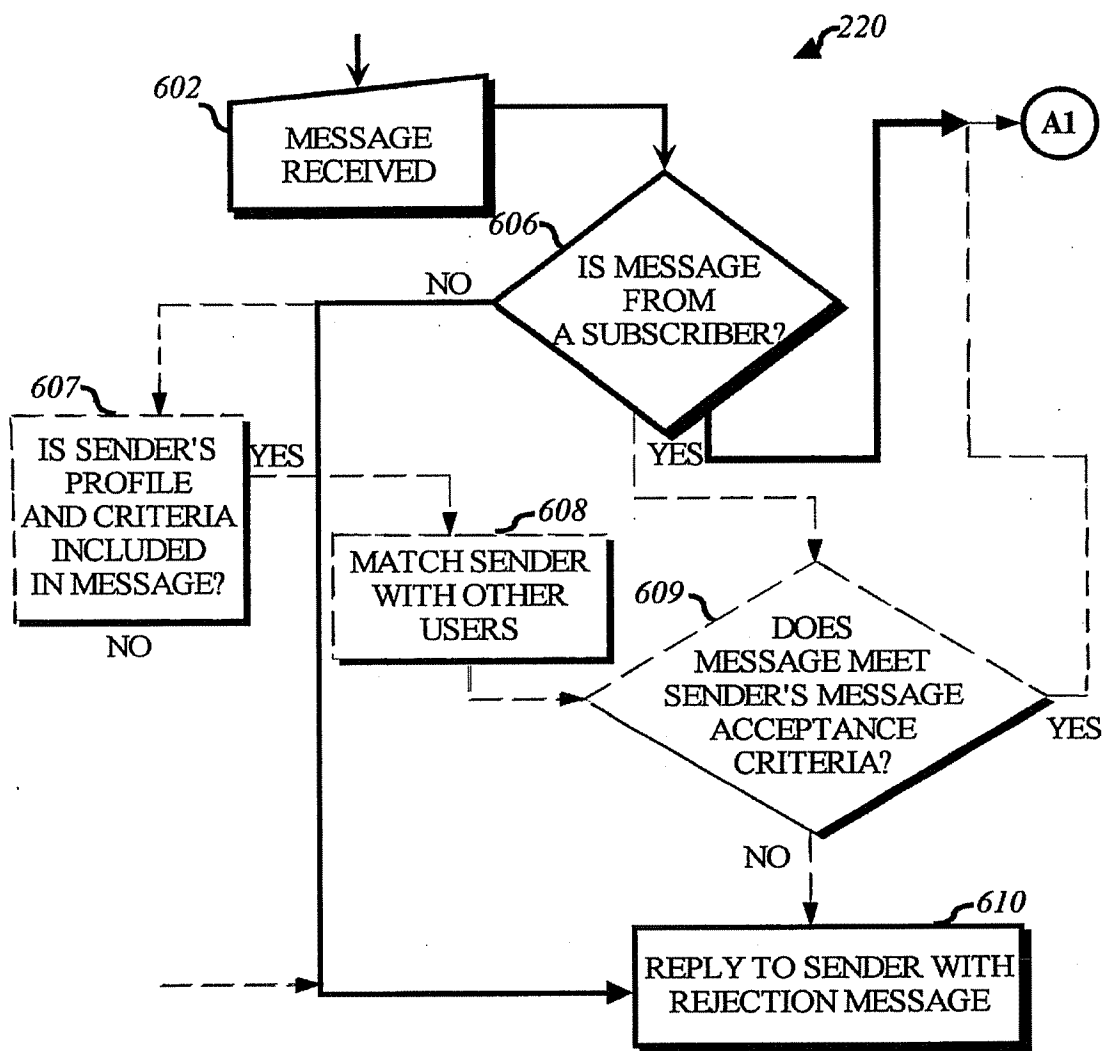 220
602
MESSAGE
RECEIVED
A1
606
IS MESSAGE
FROM
A SUBSCRIBER?
NO
YES
607
IS SENDER'S
PROFILE
AND CRITERIA
INCLUDED
IN MESSAGE?
YES
NO
608
MATCH SENDER
WITH OTHER
USERS
609
DOES
MESSAGE MEET
SENDER'S MESSAGE
ACCEPTANCE
CRITERIA?
YES
NO
610
REPLY TO SENDER WITH
REJECTION MESSAGE